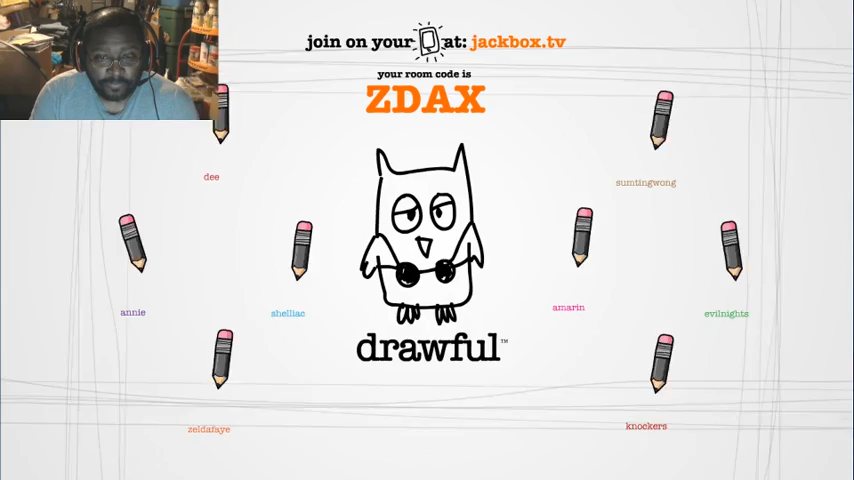 join on your at: jackbox.tv
your room code is
ZDAX
dee
sumtingwong
annie
shelliac
amarin
evilnights
drawful™
zeldafaye
knockers